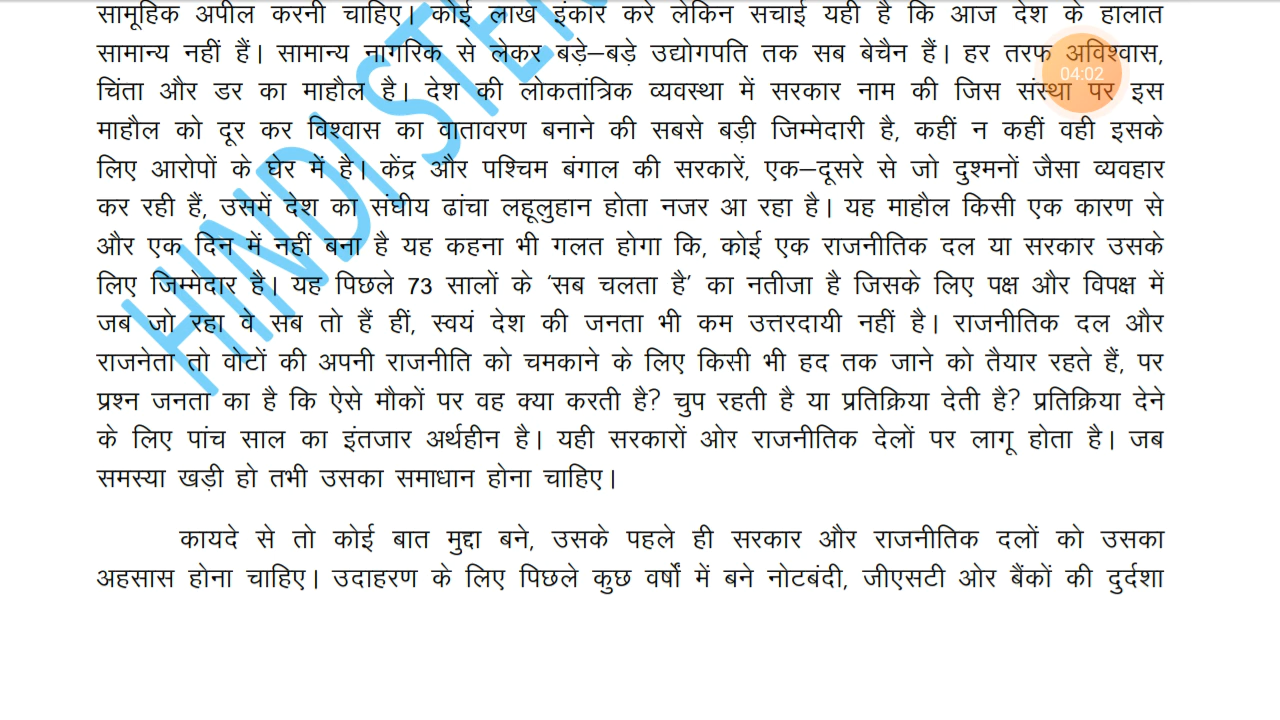 सामूहिक अपील करनी चाहिए। कोई लाख इंकार करे लेकिन सचाई यही है कि आज देश के हालात
सामान्य नहीं हैं। सामान्य नागरिक से लेकर बड़े–बड़े उद्योगपति तक सब बेचैन हैं। हर तरफ अविश्वास,
04:02
चिंता और डर का माहौल है। देश की लोकतांत्रिक व्यवस्था में सरकार नाम की जिस संस्था पर इस
माहौल को दूर कर विश्वास का वातावरण बनाने की सबसे बड़ी जिम्मेदारी है, कहीं न कहीं वही इसके
लिए आरोपों के घेर में है। केंद्र और पश्चिम बंगाल की सरकारें, एक–दूसरे से जो दुश्मनों जैसा व्यवहार
कर रही हैं, उसमें देश का संघीय ढांचा लहूलुहान होता नजर आ रहा है। यह माहौल किसी एक कारण से
और एक दिन में नहीं बना है यह कहना भी गलत होगा कि, कोई एक राजनीतिक दल या सरकार उसके
लिए जिम्मेदार है। यह पिछले 73 सालों के 'सब चलता है' का नतीजा है जिसके लिए पक्ष और विपक्ष में
जब जो रहा वे सब तो हैं हीं, स्वयं देश की जनता भी कम उत्तरदायी नहीं है। राजनीतिक दल और
राजनेता तो वोटों की अपनी राजनीति को चमकाने के लिए किसी भी हद तक जाने को तैयार रहते हैं, पर
प्रश्न जनता का है कि ऐसे मौकों पर वह क्या करती है? चुप रहती है या प्रतिक्रिया देती है? प्रतिक्रिया देने
के लिए पांच साल का इंतजार अर्थहीन है। यही सरकारों ओर राजनीतिक देलों पर लागू होता है। जब
समस्या खड़ी हो तभी उसका समाधान होना चाहिए।
कायदे से तो कोई बात मुद्दा बने, उसके पहले ही सरकार और राजनीतिक दलों को उसका
अहसास होना चाहिए। उदाहरण के लिए पिछले कुछ वर्षों में बने नोटबंदी, जीएसटी ओर बैंकों की दुर्दशा
HINDI STEN